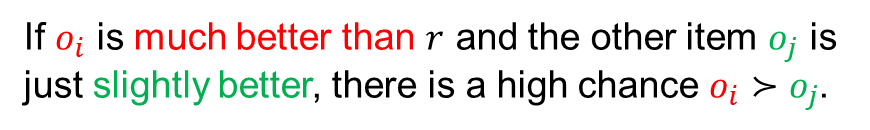 If 𝑜ᵢ is much better than 𝑟 and the other item 𝑜ⱼ is
just slightly better, there is a high chance 𝑜ᵢ ≻ 𝑜ⱼ.